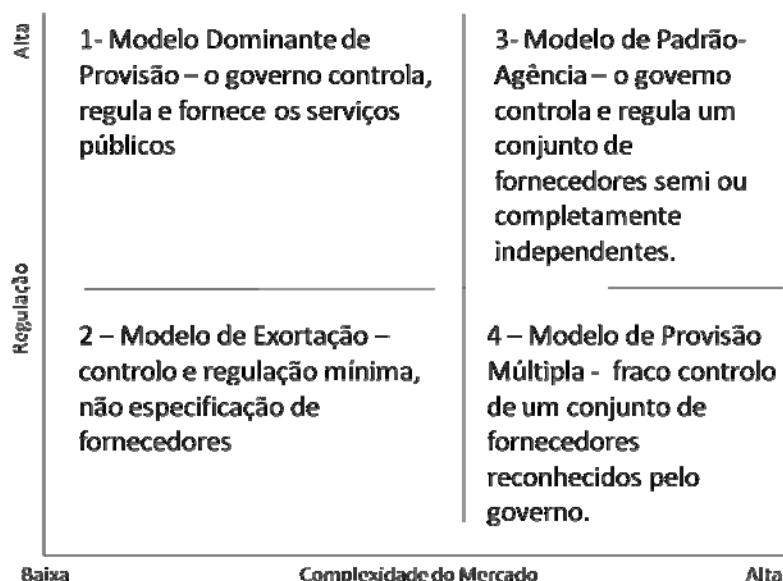 Alta
1- Modelo Dominante de
Provisão – o governo controla,
regula e fornece os serviços
públicos
3- Modelo de Padrão-
Agência – o governo
controla e regula um
conjunto de
fornecedores semi ou
completamente
independentes.
Regulação
2 – Modelo de Exortação –
controlo e regulação mínima,
não especificação de
fornecedores
4 – Modelo de Provisão
Múltipla - fraco controlo
de um conjunto de
fornecedores
reconhecidos pelo
governo.
Baixa
Complexidade do Mercado
Alta